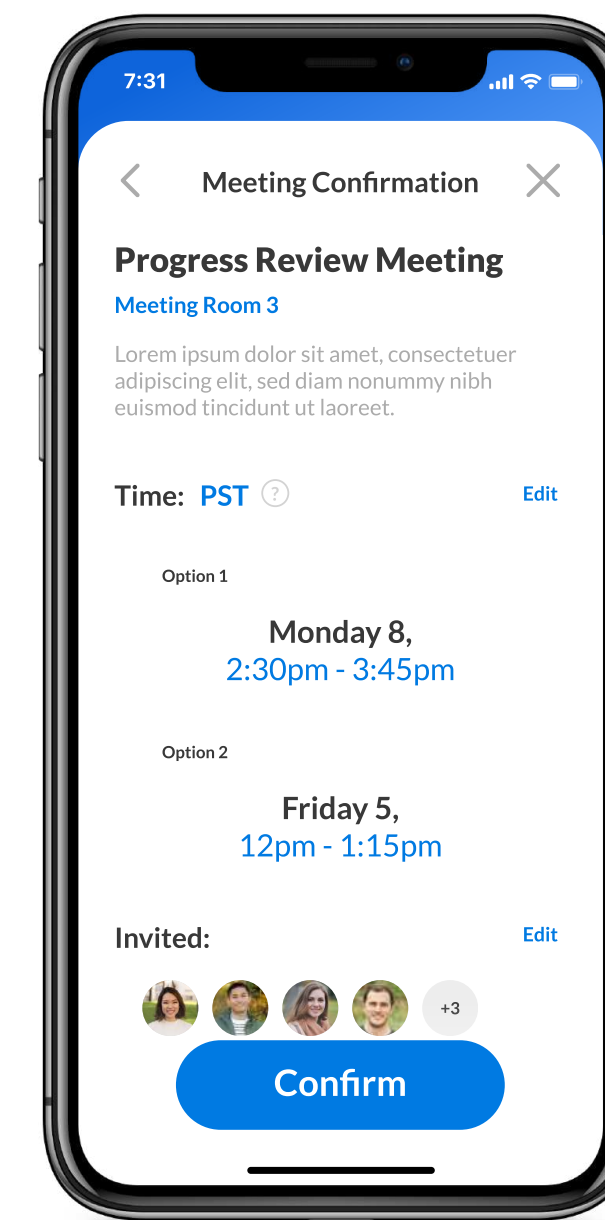 7:31
Meeting Confirmation
Progress Review Meeting
Meeting Room 3
Lorem ipsum dolor sit amet, consectetuer
adipiscing elit, sed diam nonummy nibh
euismod tincidunt ut laoreet.
Time: PST ? Edit
Option 1
Monday 8,
2:30pm - 3:45pm
Option 2
Friday 5,
12pm - 1:15pm
Invited: Edit
+3
Confirm